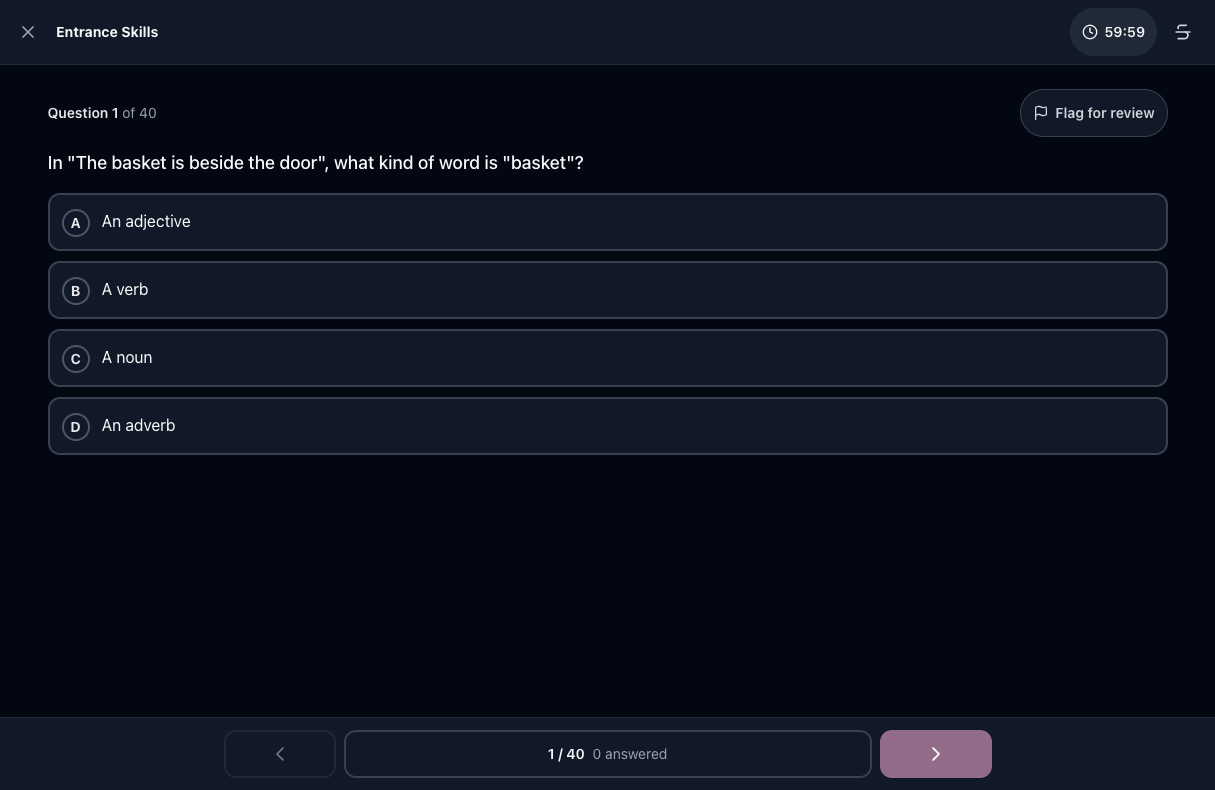 Entrance Skills
59:59
Question 1 of 40
Flag for review
In "The basket is beside the door", what kind of word is "basket"?
A An adjective
B A verb
C A noun
D An adverb
1 / 40 0 answered